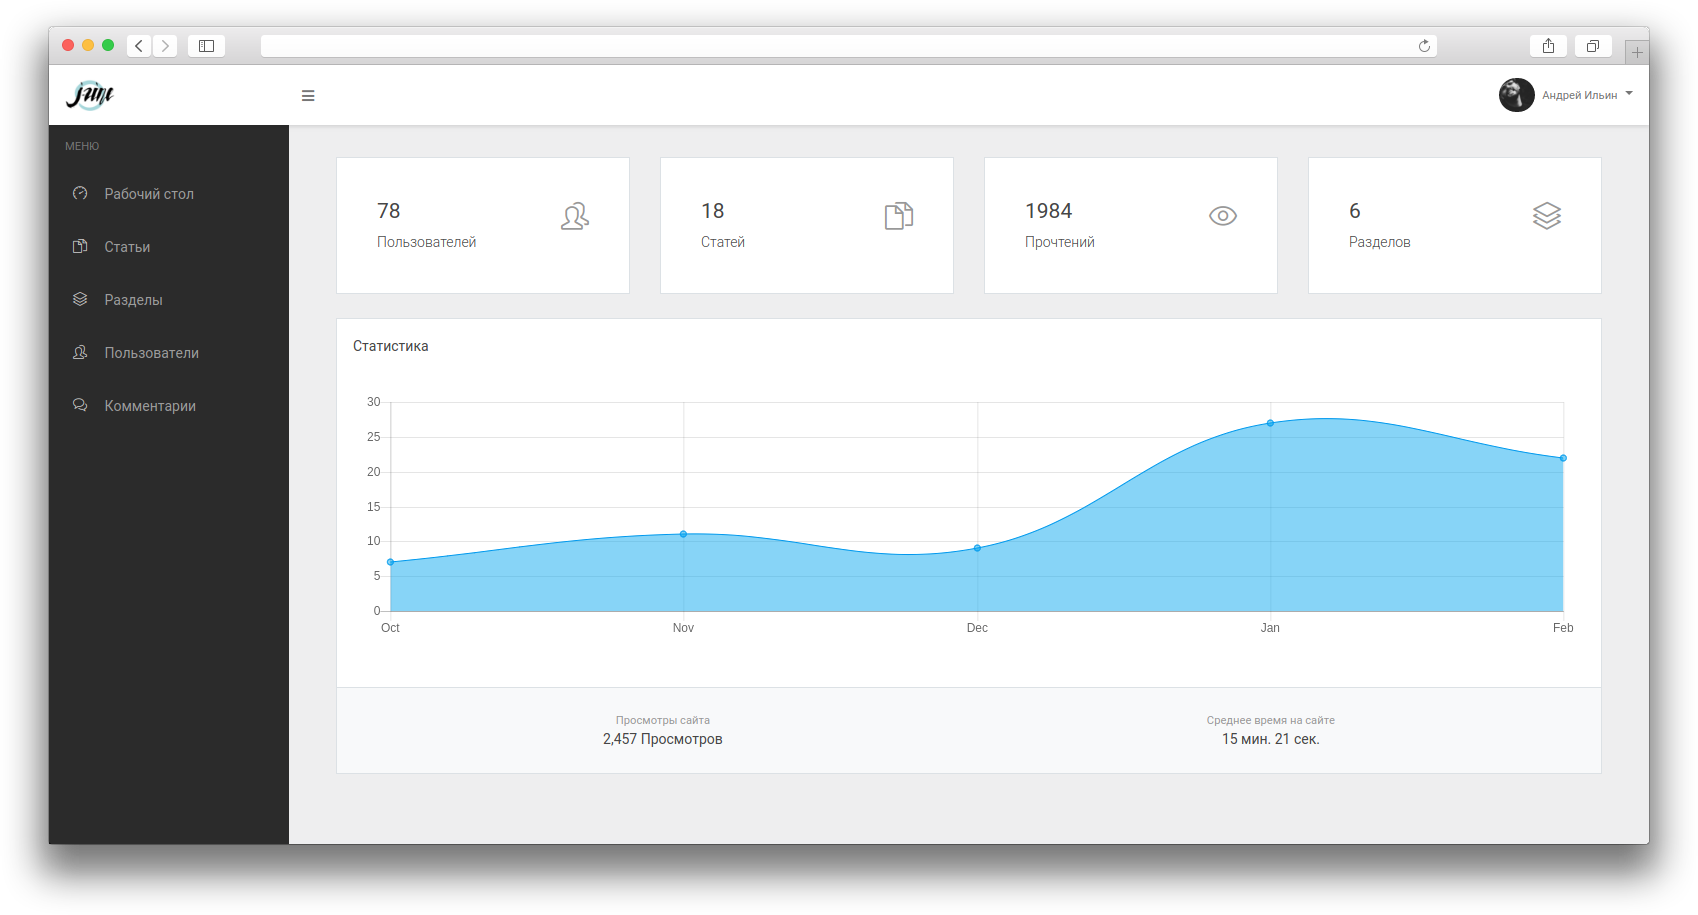 Андрей Ильин
МЕНЮ
Рабочий стол
Статьи
Разделы
Пользователи
Комментарии
78
Пользователей
18
Статей
1984
Прочтений
6
Разделов
Статистика
30
25
20
15
10
5
0
Oct Nov Dec Jan Feb
Просмотры сайта
2,457 Просмотров
Среднее время на сайте
15 мин. 21 сек.